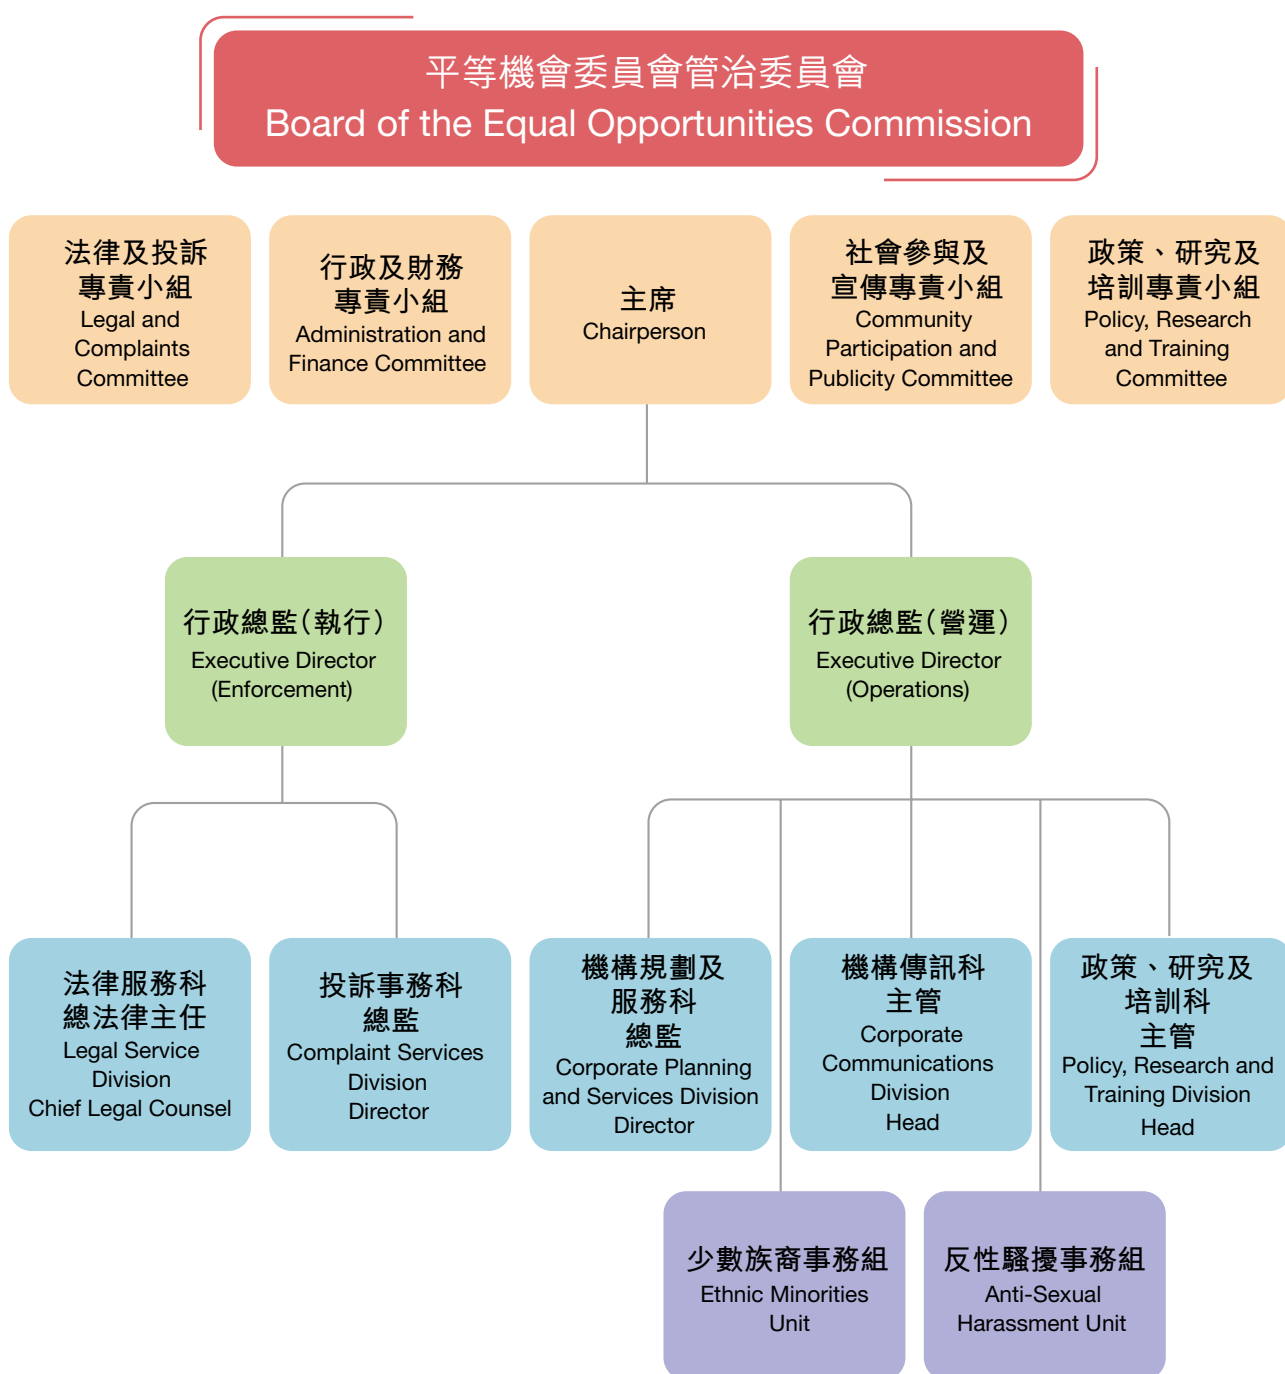 平等機會委員會管治委員會
Board of the Equal Opportunities Commission
法律及投訴
專責小組
Legal and
Complaints
Committee
行政及財務
專責小組
Administration and
Finance Committee
主席
Chairperson
社會參與及
宣傳專責小組
Community
Participation and
Publicity Committee
政策、研究及
培訓專責小組
Policy, Research
and Training
Committee
行政總監(執行)
Executive Director
(Enforcement)
行政總監(營運)
Executive Director
(Operations)
法律服務科
總法律主任
Legal Service
Division
Chief Legal Counsel
投訴事務科
總監
Complaint Services
Division
Director
機構規劃及
服務科
總監
Corporate Planning
and Services Division
Director
機構傳訊科
主管
Corporate
Communications
Division
Head
政策、研究及
培訓科
主管
Policy, Research and
Training Division
Head
少數族裔事務組
Ethnic Minorities
Unit
反性騷擾事務組
Anti-Sexual
Harassment Unit